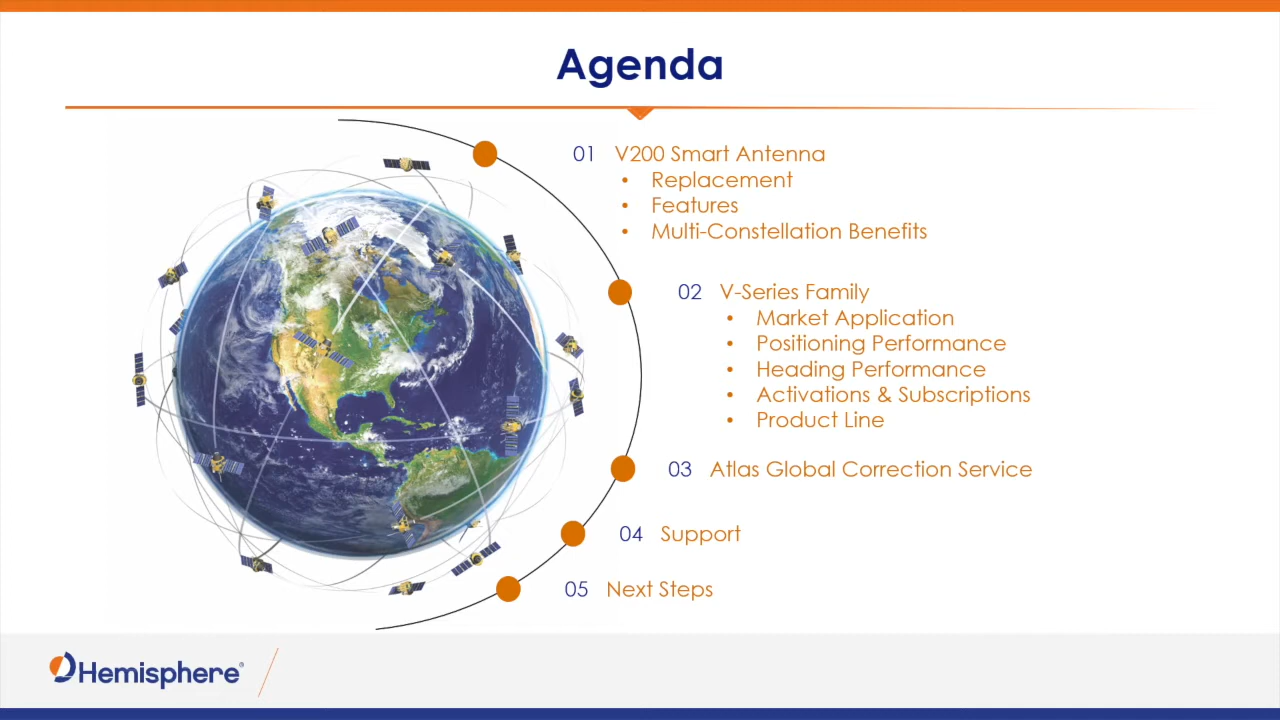 Agenda
01 V200 Smart Antenna
• Replacement
• Features
• Multi-Constellation Benefits
02 V-Series Family
• Market Application
• Positioning Performance
• Heading Performance
• Activations & Subscriptions
• Product Line
03 Atlas Global Correction Service
04 Support
05 Next Steps
Hemisphere®